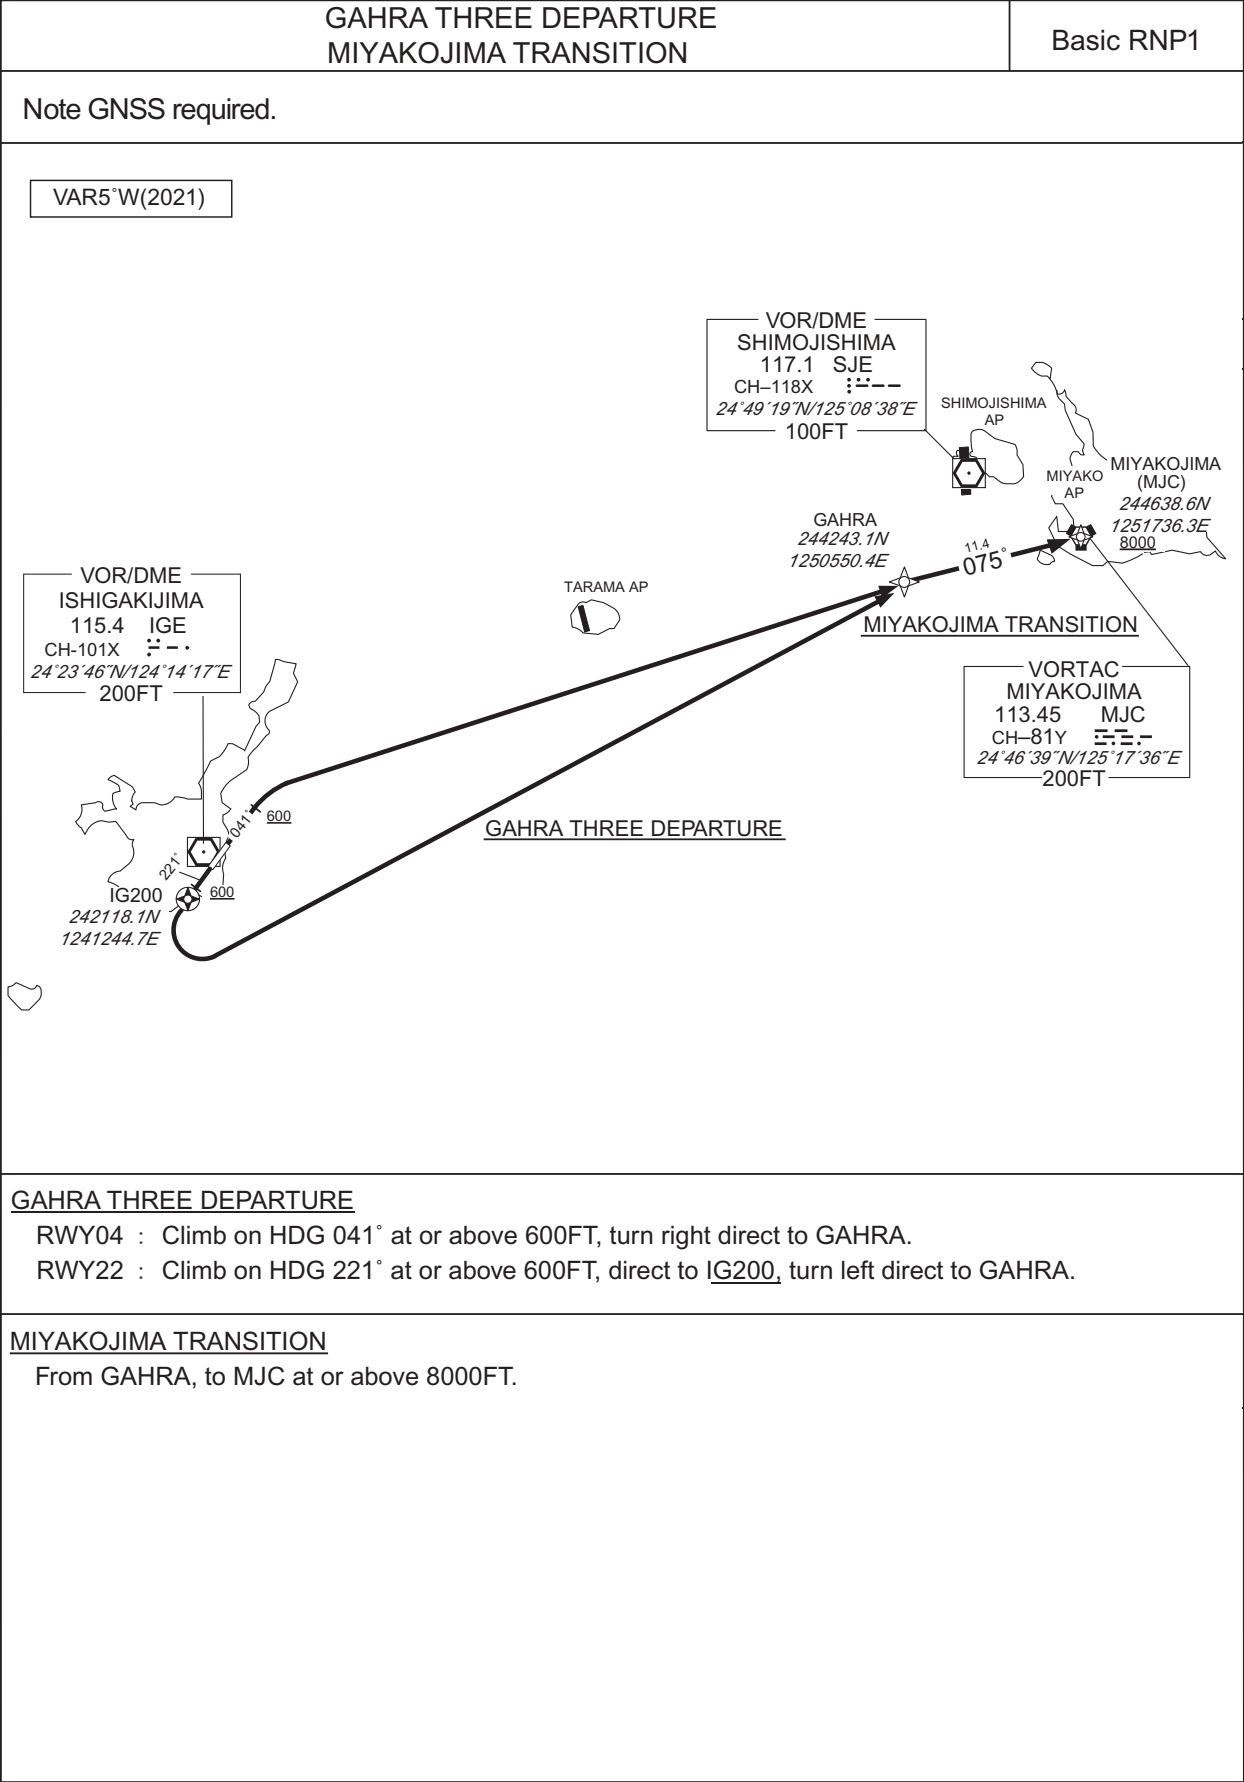 GAHRA THREE DEPARTURE
MIYAKOJIMA TRANSITION
Basic RNP1
Note GNSS required.
VAR5°W(2021)
VOR/DME
SHIMOJISHIMA
117.1 SJE
CH–118X
24°49´19˝N/125°08´38˝E
100FT
SHIMOJISHIMA
AP
MIYAKO
AP
MIYAKOJIMA
(MJC)
244638.6N
1251736.3E
8000
GAHRA
244243.1N
1250550.4E
11.4
075°
MIYAKOJIMA TRANSITION
TARAMA AP
VOR/DME
ISHIGAKIJIMA
115.4 IGE
CH-101X
24°23´46˝N/124°14´17˝E
200FT
VORTAC
MIYAKOJIMA
113.45 MJC
CH–81Y
24°46´39˝N/125°17´36˝E
200FT
041°
600
GAHRA THREE DEPARTURE
221°
600
IG200
242118.1N
1241244.7E
GAHRA THREE DEPARTURE
RWY04 : Climb on HDG 041° at or above 600FT, turn right direct to GAHRA.
RWY22 : Climb on HDG 221° at or above 600FT, direct to IG200, turn left direct to GAHRA.
MIYAKOJIMA TRANSITION
From GAHRA, to MJC at or above 8000FT.